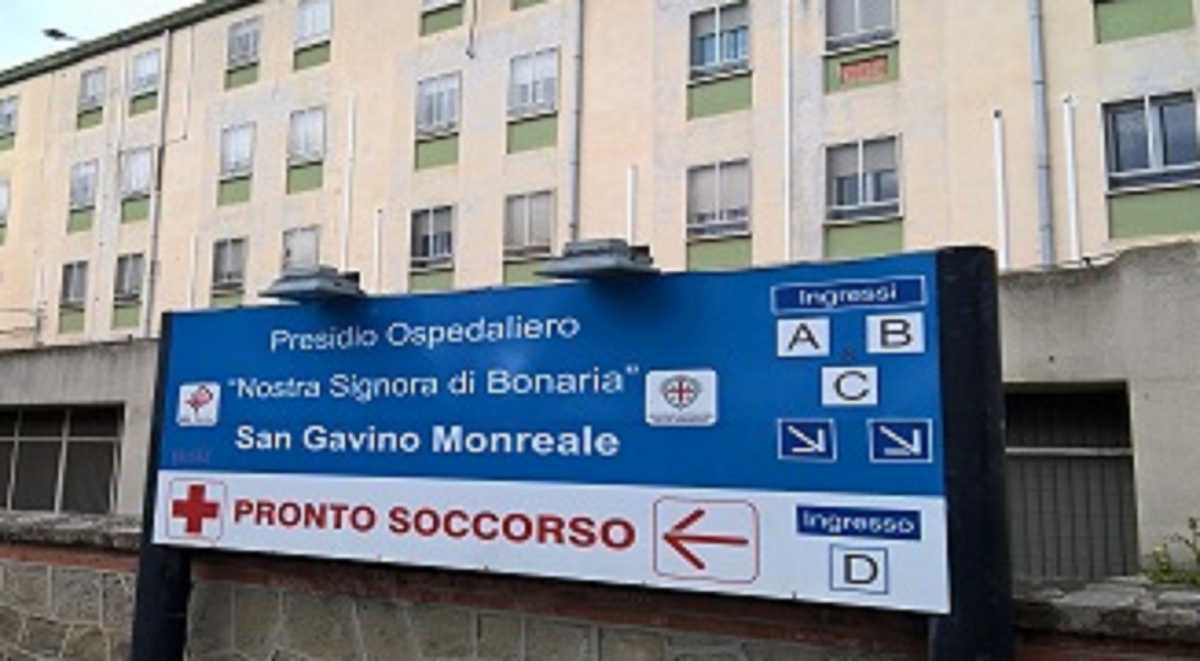 Presidio Ospedaliero
"Nostra Signora di Bonaria"
San Gavino Monreale
Ingressi
A B
C
PRONTO SOCCORSO
Ingresso
D